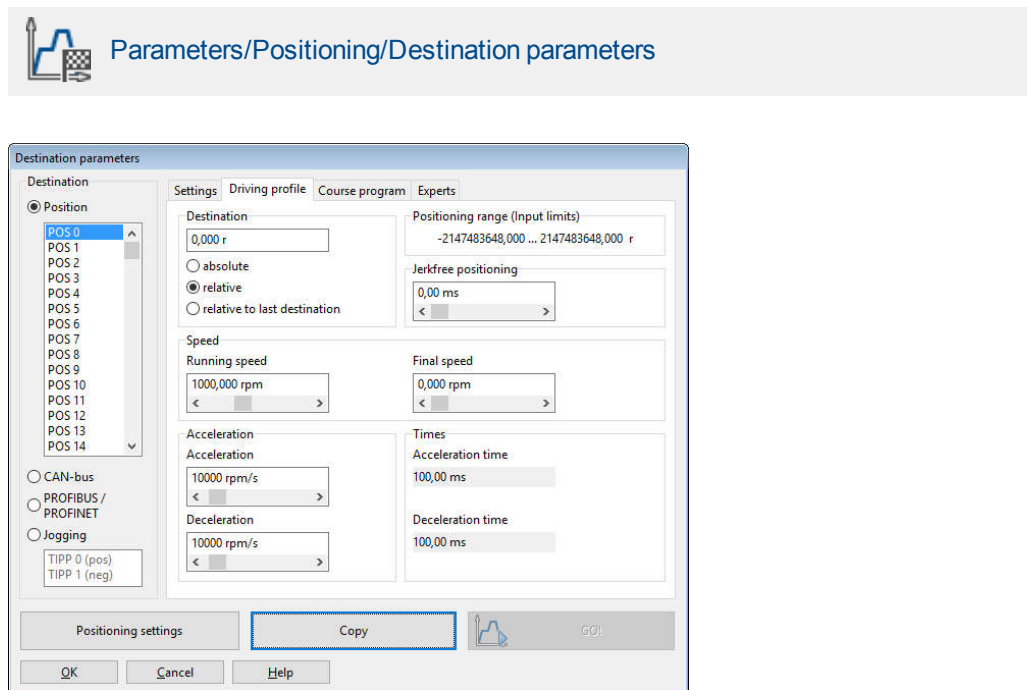 Parameters/Positioning/Destination parameters
Destination parameters
Destination
Position
POS 0
POS 1
POS 2
POS 3
POS 4
POS 5
POS 6
POS 7
POS 8
POS 9
POS 10
POS 11
POS 12
POS 13
POS 14
CAN-bus
PROFIBUS /
PROFINET
Jogging
TIPP 0 (pos)
TIPP 1 (neg)
Settings Driving profile Course program Experts
Destination
0,000 r
absolute
relative
relative to last destination
Positioning range (Input limits)
-2147483648,000 ... 2147483648,000 r
Jerkfree positioning
0,00 ms
Speed
Running speed
1000,000 rpm
Final speed
0,000 rpm
Acceleration
Acceleration
10000 rpm/s
Deceleration
10000 rpm/s
Times
Acceleration time
100,00 ms
Deceleration time
100,00 ms
Positioning settings
Copy
GO!
OK
Cancel
Help